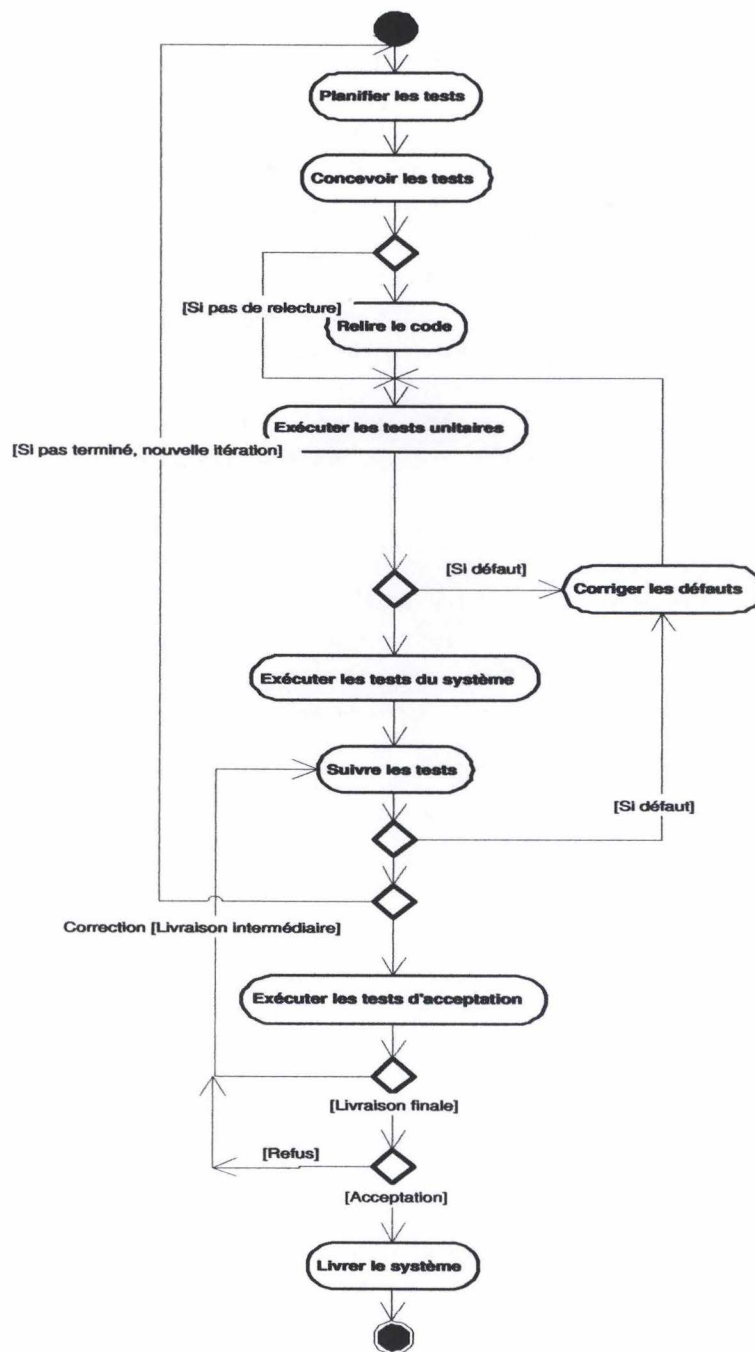 Planifier les tests
Concevoir les tests
[Si pas de relecture]
Relire le code
Exécuter les tests unitaires
[Si pas terminé, nouvelle itération]
[Si défaut]
Corriger les défauts
Exécuter les tests du système
Suivre les tests
[Si défaut]
Correction [Livraison intermédiaire]
Exécuter les tests d'acceptation
[Livraison finale]
[Refus]
[Acceptation]
Livrer le système